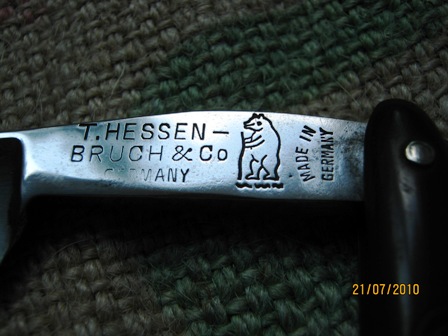 T. HESSEN-
BRUCH & Co
GERMANY
MADE IN
GERMANY
21/07/2010